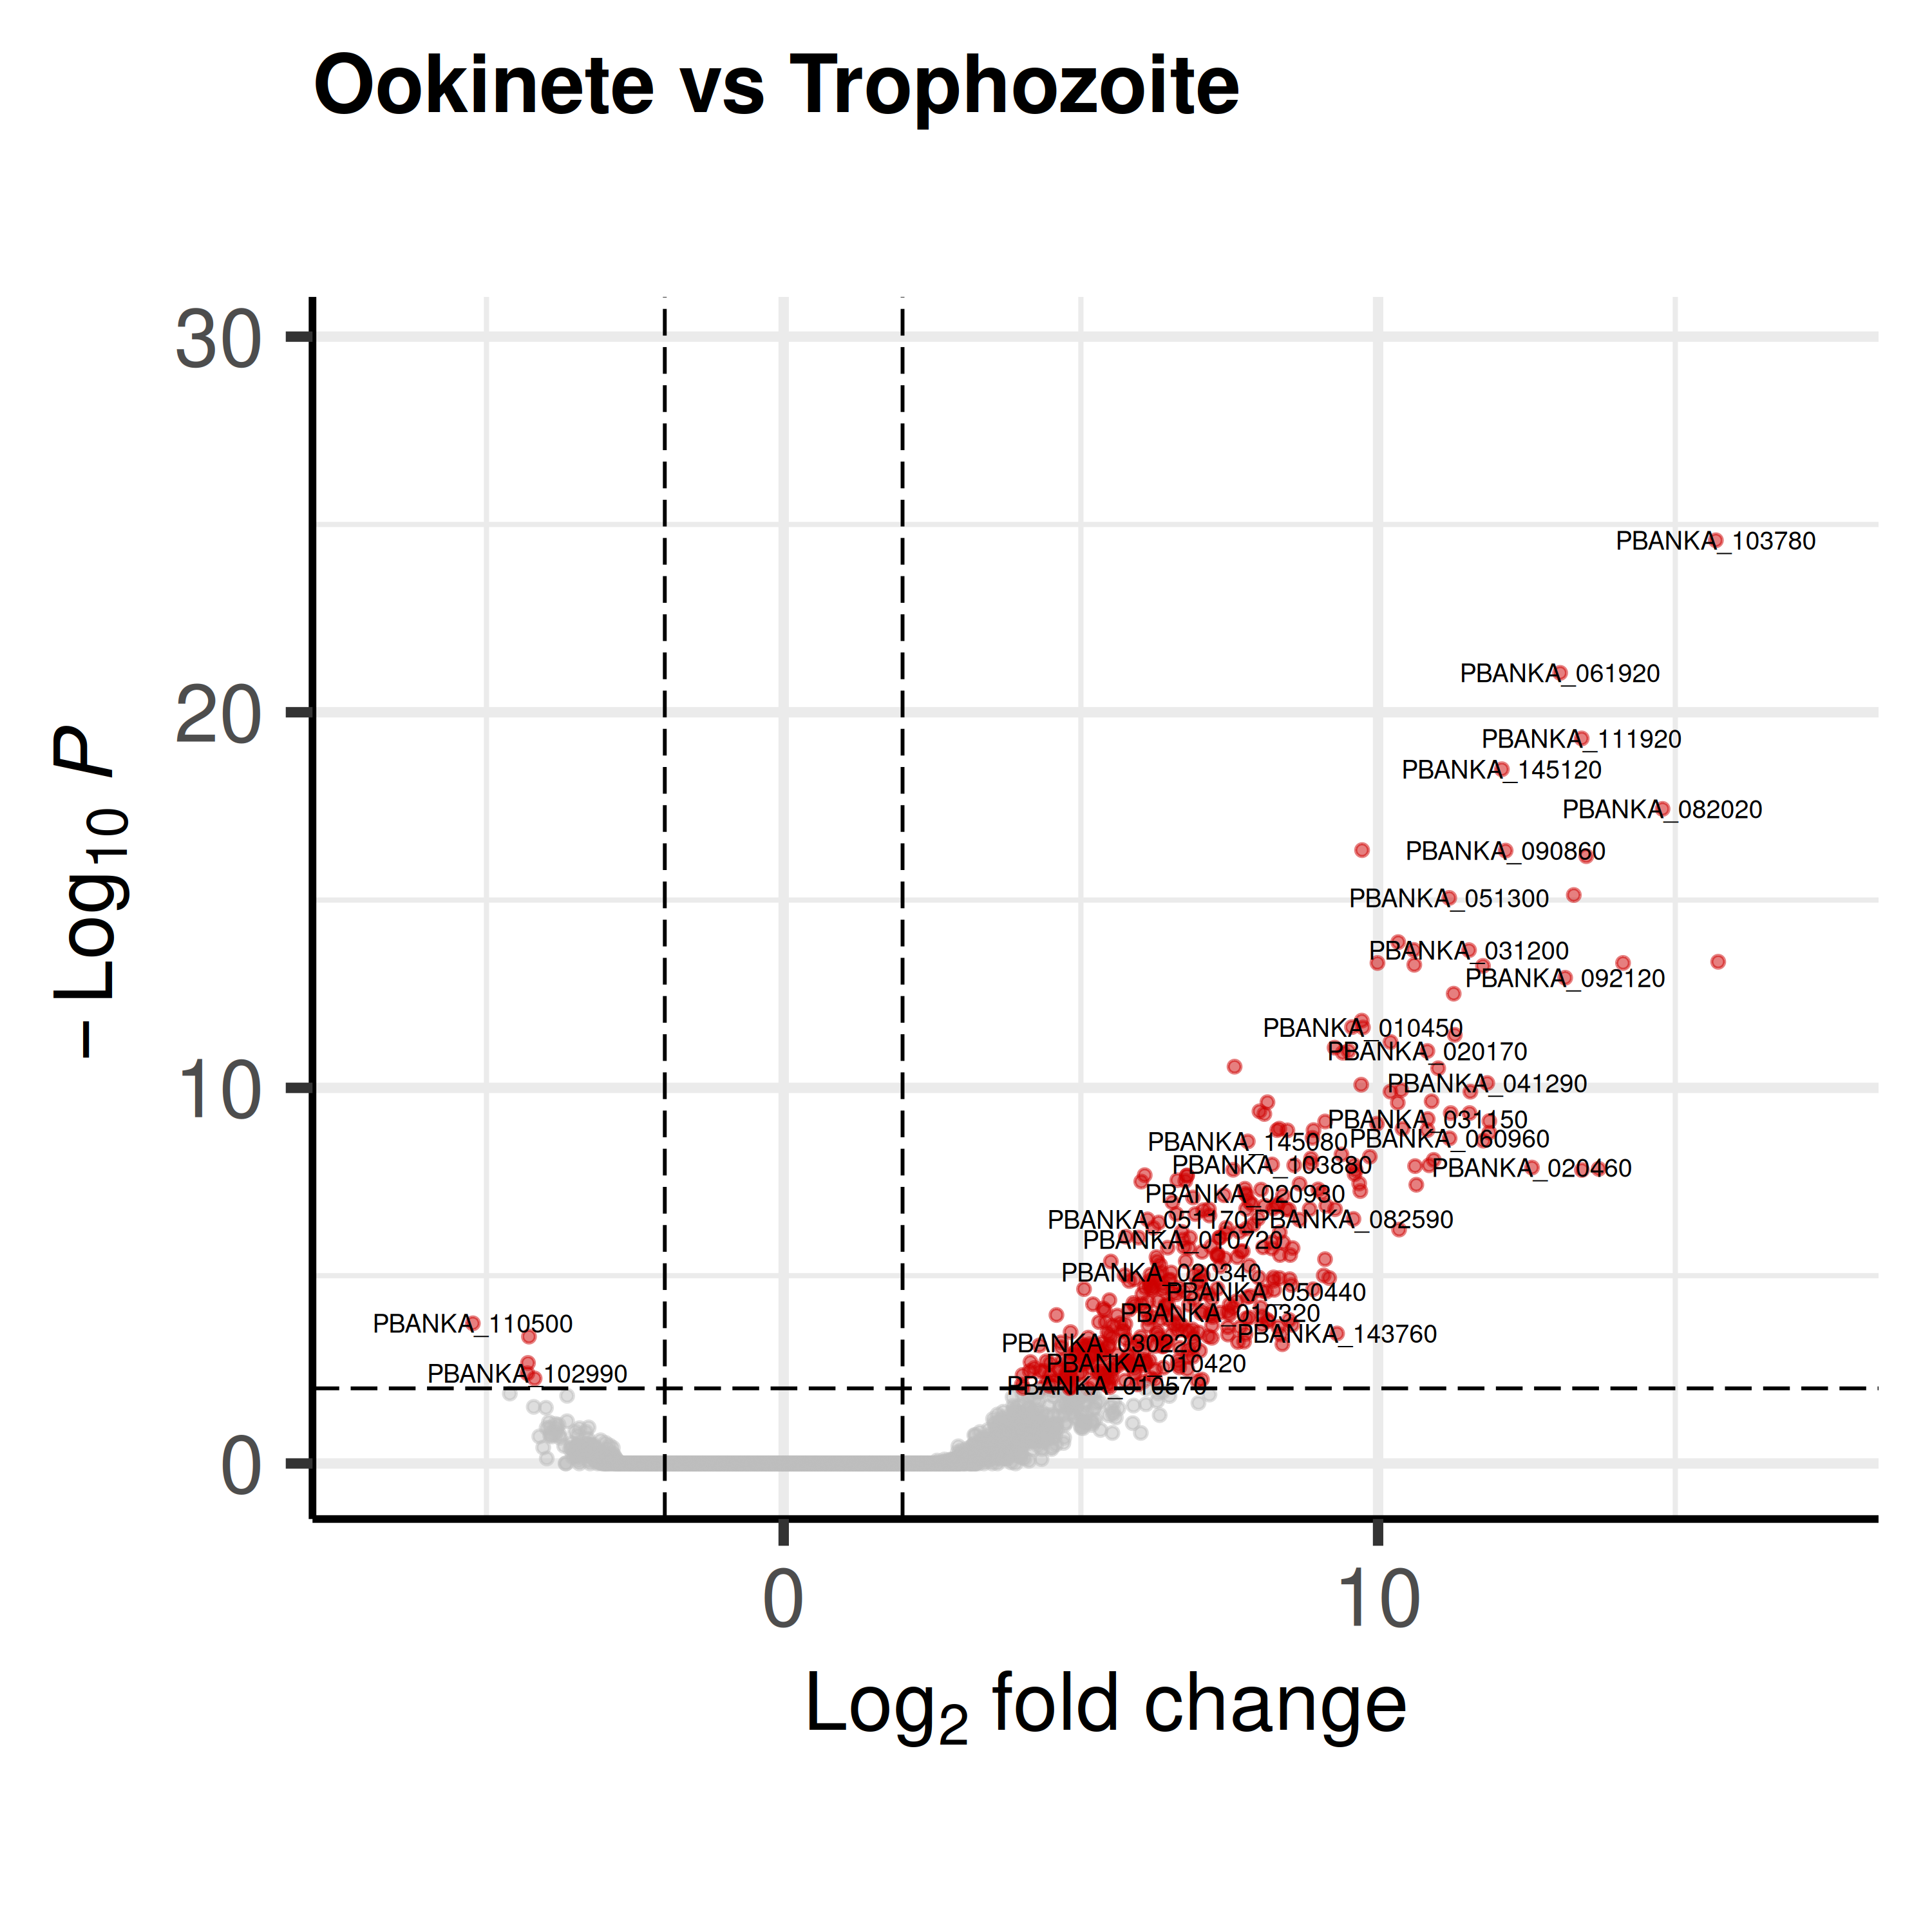 Ookinete vs Trophozoite
30
PBANKA_103780
PBANKA_061920
20
PBANKA_111920
PBANKA_145120
PBANKA_082020
PBANKA_090860
PBANKA_051300
PBANKA_031200
PBANKA_092120
PBANKA_010450
PBANKA_020170
10
PBANKA_041290
PBANKA_031150
PBANKA_145080
PBANKA_060960
PBANKA_103880
PBANKA_020460
PBANKA_020930
PBANKA_051170
PBANKA_082590
PBANKA_010720
PBANKA_020340
PBANKA_050440
PBANKA_010320
PBANKA_110500
PBANKA_143760
PBANKA_030220
PBANKA_010420
PBANKA_102990
PBANKA_010570
0
0 10
Log2 fold change
− Log10 P